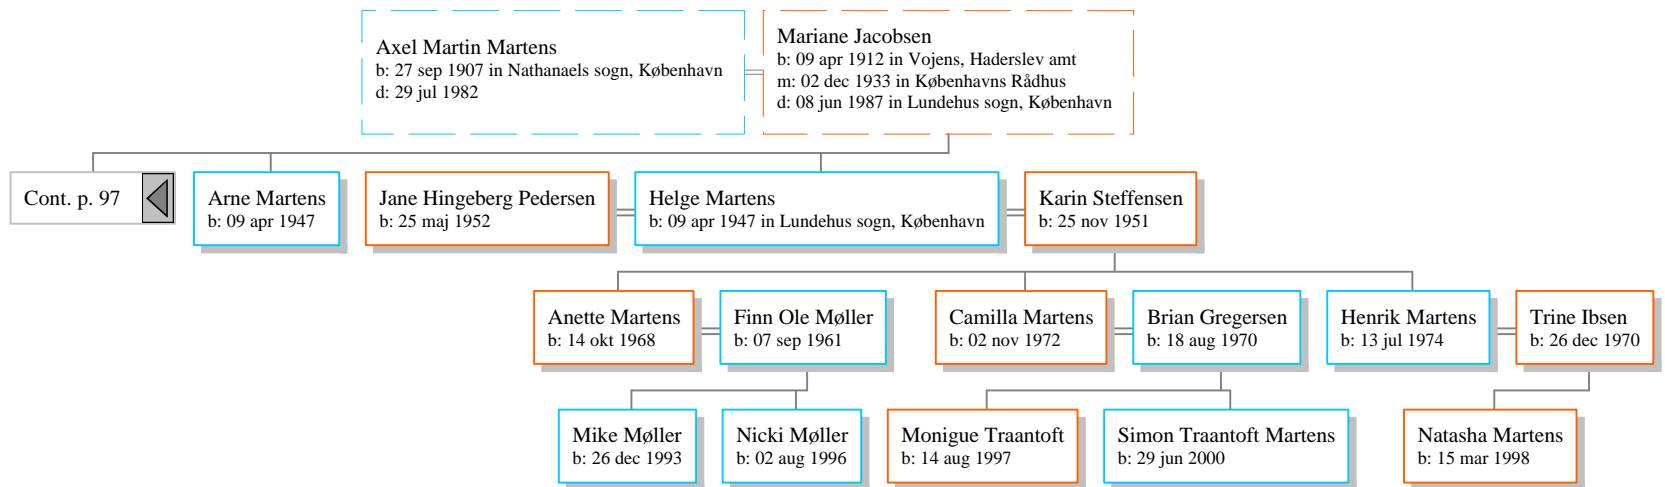 Axel Martin Martens
b: 27 sep 1907 in Nathanaels sogn, København
d: 29 jul 1982
Mariane Jacobsen
b: 09 apr 1912 in Vojens, Haderslev amt
m: 02 dec 1933 in Københavns Rådhus
d: 08 jun 1987 in Lundehus sogn, København
Cont. p. 97
Arne Martens
b: 09 apr 1947
Jane Hingeberg Pedersen
b: 25 maj 1952
Helge Martens
b: 09 apr 1947 in Lundehus sogn, København
Karin Steffensen
b: 25 nov 1951
Anette Martens
b: 14 okt 1968
Finn Ole Møller
b: 07 sep 1961
Camilla Martens
b: 02 nov 1972
Brian Gregersen
b: 18 aug 1970
Henrik Martens
b: 13 jul 1974
Trine Ibsen
b: 26 dec 1970
Mike Møller
b: 26 dec 1993
Nicki Møller
b: 02 aug 1996
Monigue Traantoft
b: 14 aug 1997
Simon Traantoft Martens
b: 29 jun 2000
Natasha Martens
b: 15 mar 1998